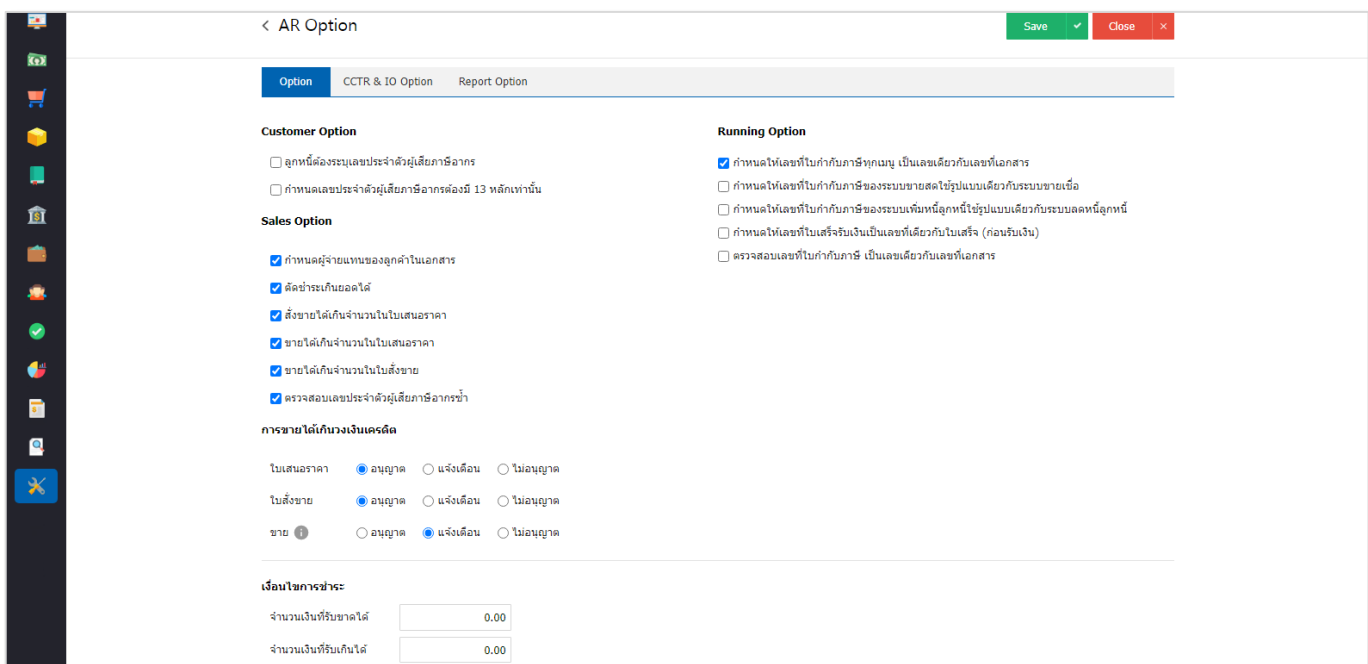 AR Option
Save
Close
Option
CCTR & IO Option
Report Option
Customer Option
ลูกหนี้ต้องระบุเลขประจำตัวผู้เสียภาษีอากร
กำหนดเลขประจำตัวผู้เสียภาษีอากรต้องมี 13 หลักเท่านั้น
Sales Option
กำหนดผู้จ่ายแทนของลูกค้าในเอกสาร
ตัดชำระเกินยอดได้
สั่งขายได้เกินจำนวนในใบเสนอราคา
ขายได้เกินจำนวนในใบเสนอราคา
ขายได้เกินจำนวนในใบสั่งขาย
ตรวจสอบเลขประจำตัวผู้เสียภาษีอากรซ้ำ
Running Option
กำหนดให้เลขที่ใบกำกับภาษีทุกเมนู เป็นเลขเดียวกับเลขที่เอกสาร
กำหนดให้เลขที่ใบกำกับภาษีของระบบขายสดใช้รูปแบบเดียวกับระบบขายเชื่อ
กำหนดให้เลขที่ใบกำกับภาษีของระบบเพิ่มหนี้ลูกหนี้ใช้รูปแบบเดียวกับระบบลดหนี้ลูกหนี้
กำหนดให้เลขที่ใบเสร็จรับเงินเป็นเลขที่เดียวกับใบเสร็จ (ก่อนรับเงิน)
ตรวจสอบเลขที่ใบกำกับภาษี เป็นเลขเดียวกับเลขที่เอกสาร
การขายได้เกินวงเงินเครดิต
ใบเสนอราคา อนุญาต แจ้งเตือน ไม่อนุญาต
ใบสั่งขาย อนุญาต แจ้งเตือน ไม่อนุญาต
ขาย อนุญาต แจ้งเตือน ไม่อนุญาต
เงื่อนไขการชำระ
จำนวนเงินที่รับขาดได้ 0.00
จำนวนเงินที่รับเกินได้ 0.00